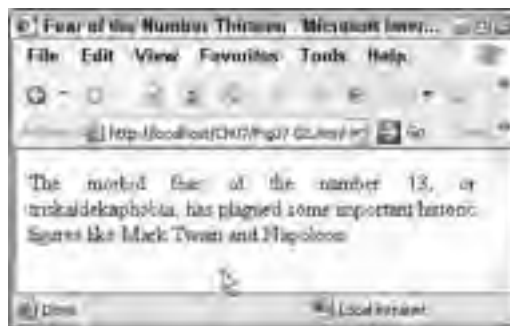 Fear of the Number Thirteen - Microsoft Inter...
File Edit View Favorites Tools Help
Go
The morbid fear of the number 13, or
triskaidekaphobia, has plagued some important historic
figures like Mark Twain and Napoleon
Done Local intranet